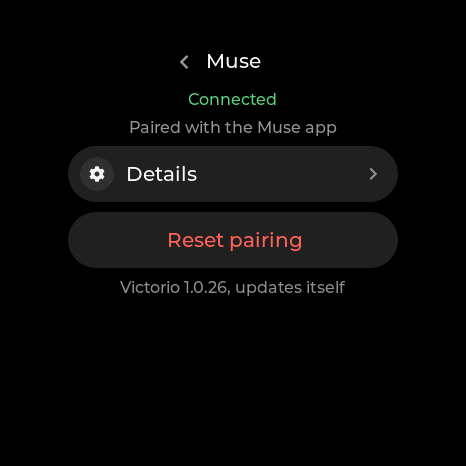 Muse
Connected
Paired with the Muse app
Details
Reset pairing
Victorio 1.0.26, updates itself